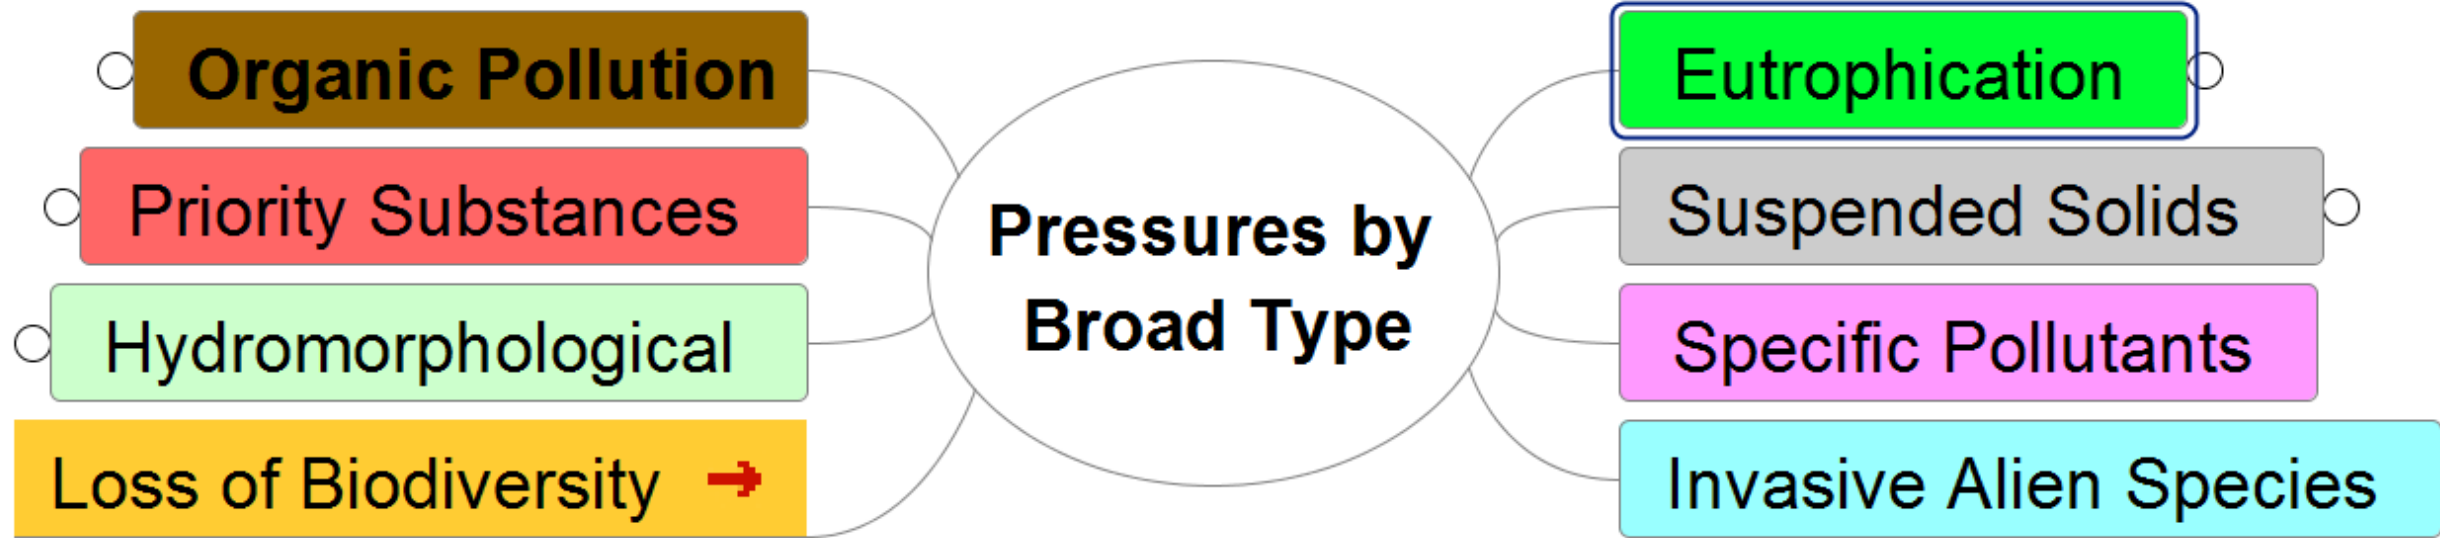 Organic Pollution
Priority Substances
Hydromorphological
Loss of Biodiversity
Pressures by
Broad Type
Eutrophication
Suspended Solids
Specific Pollutants
Invasive Alien Species